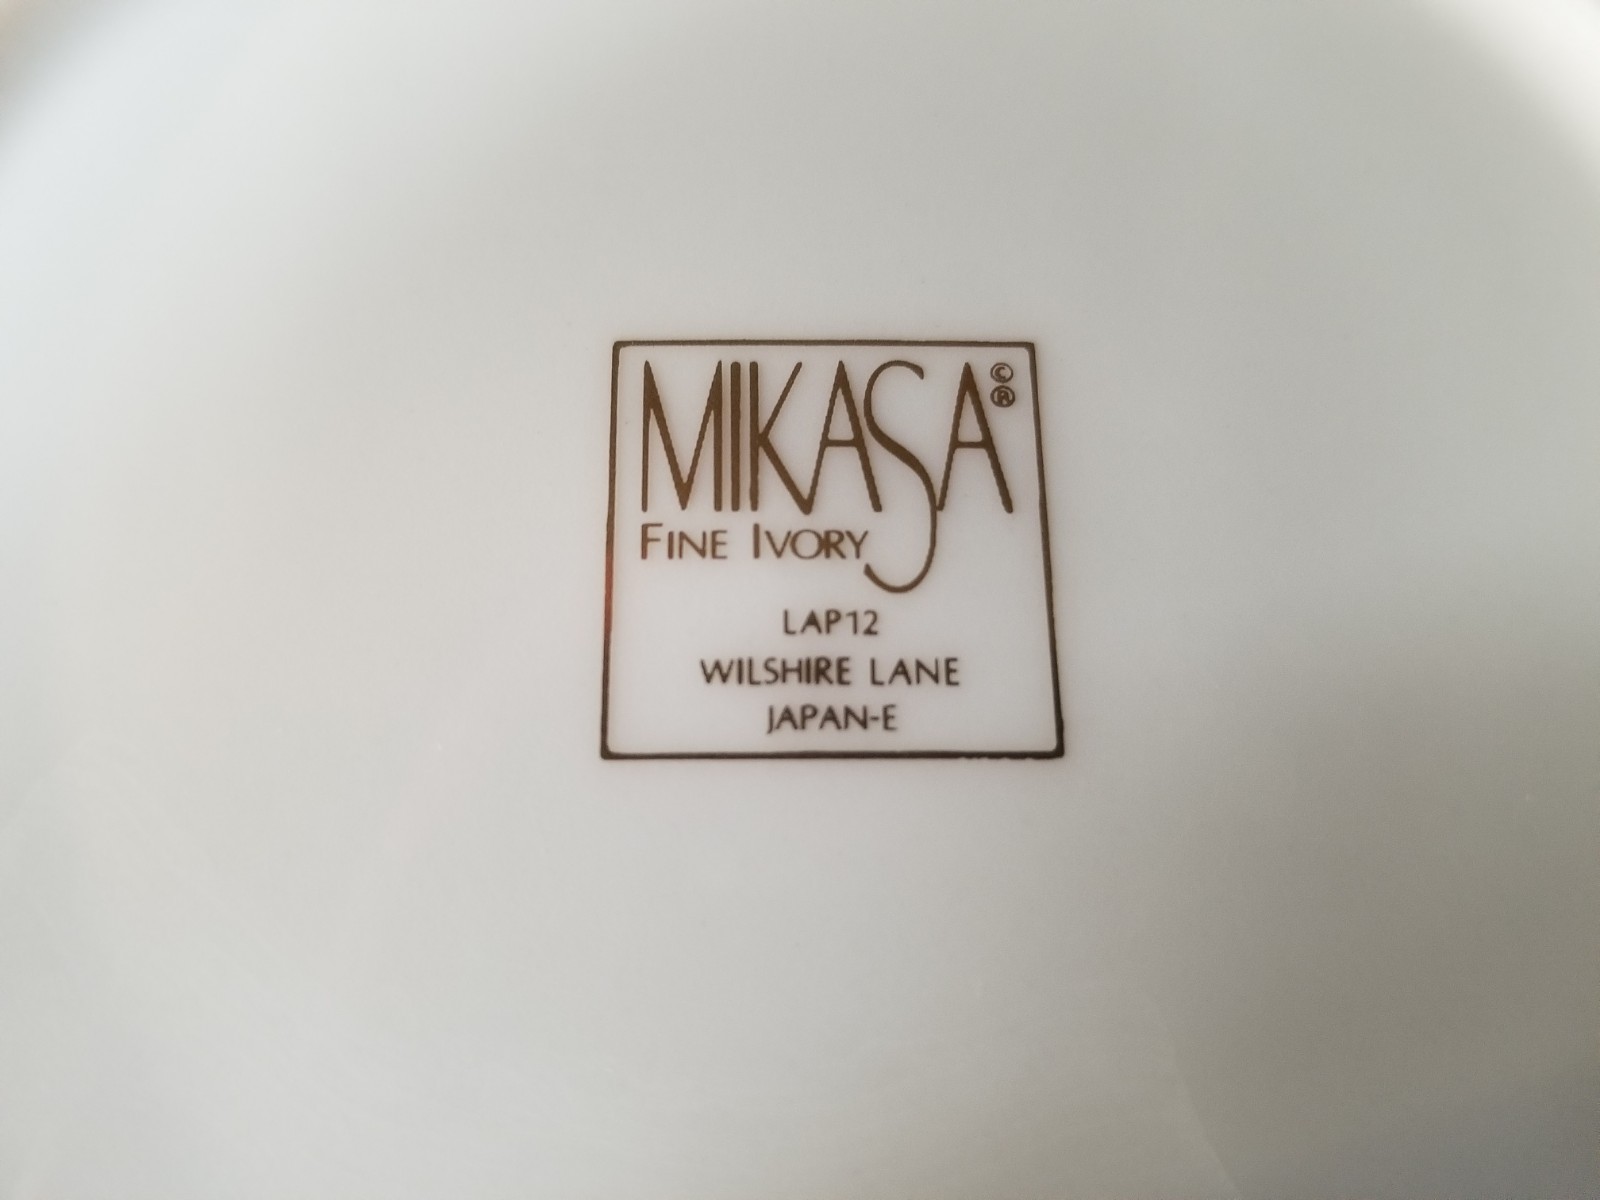 MIKASA©®
FINE IVORY
LAP12
WILSHIRE LANE
JAPAN-E